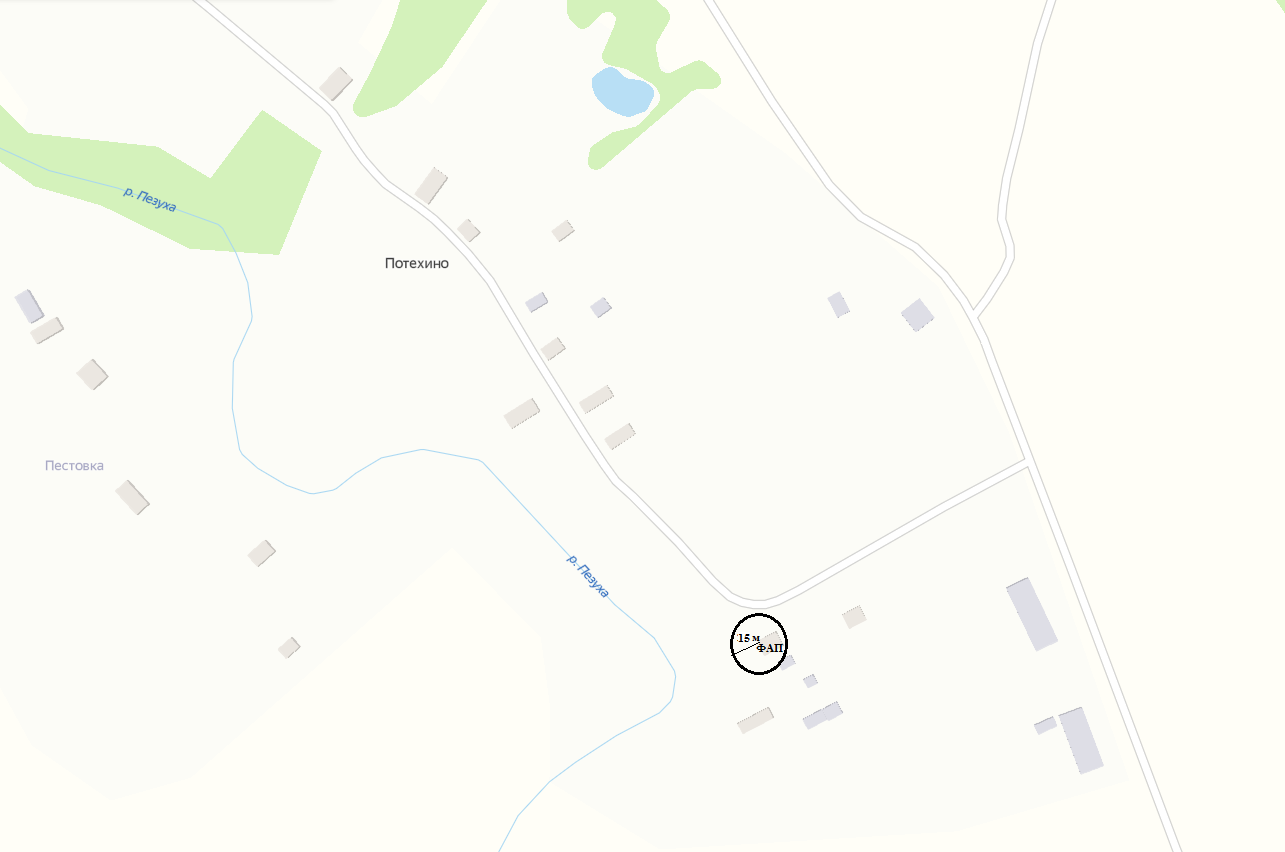 р. Пезуха
Потехино
Пестовка
р. Пезуха
15 м
ФАП